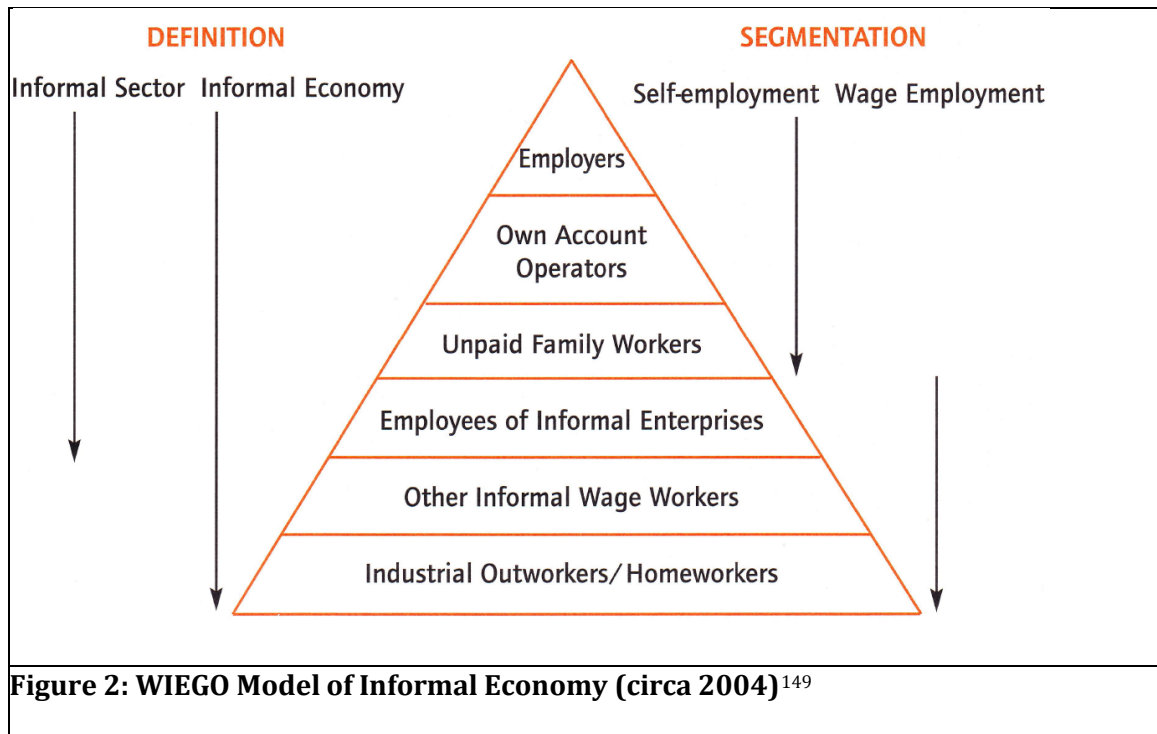 DEFINITION
SEGMENTATION
Informal Sector Informal Economy
Self-employment Wage Employment
Employers
Own Account
Operators
Unpaid Family Workers
Employees of Informal Enterprises
Other Informal Wage Workers
Industrial Outworkers/Homeworkers
Figure 2: WIEGO Model of Informal Economy (circa 2004)149